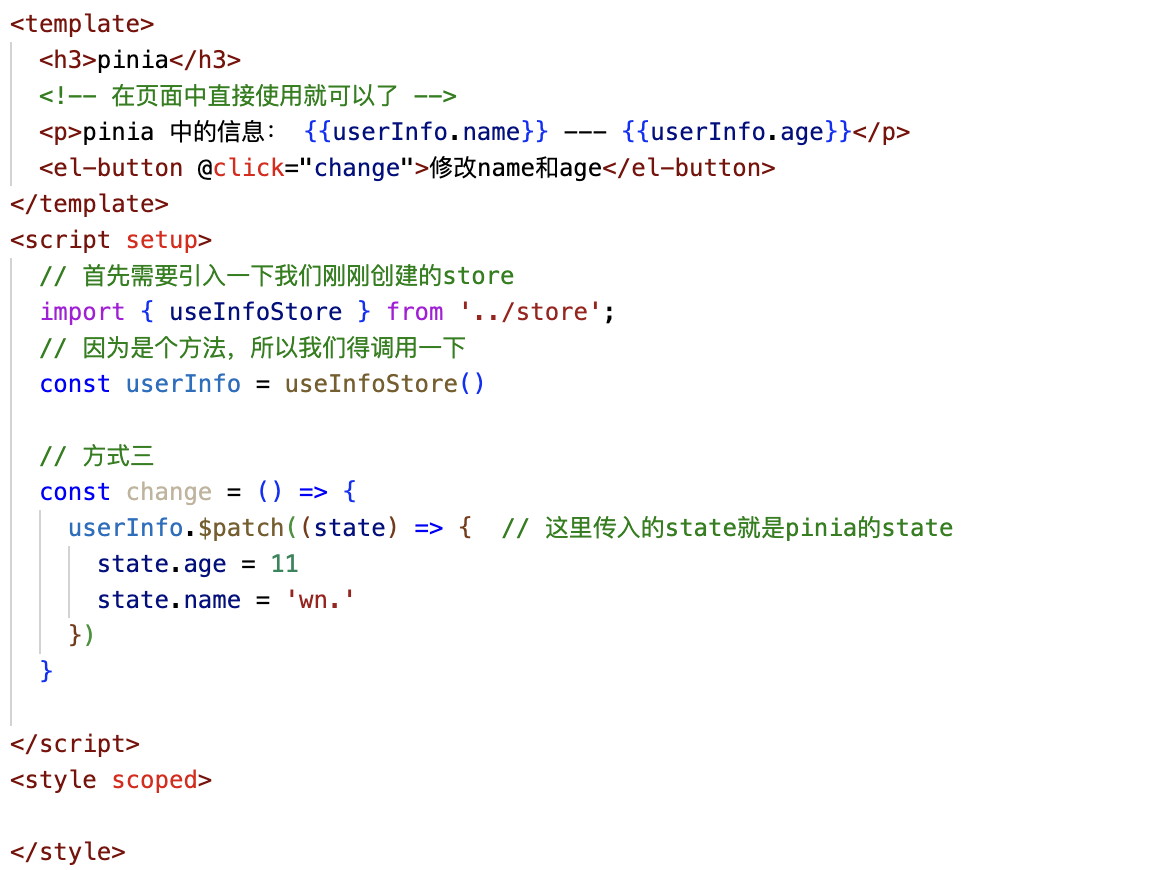 <template>
  <h3>pinia</h3>
  <!-- 在页面中直接使用就可以了 -->
  <p>pinia 中的信息： {{userInfo.name}} --- {{userInfo.age}}</p>
  <el-button @click="change">修改name和age</el-button>
</template>
<script setup>
  // 首先需要引入一下我们刚刚创建的store
  import { useInfoStore } from '../store';
  // 因为是个方法，所以我们得调用一下
  const userInfo = useInfoStore()

  // 方式三
  const change = () => {
    userInfo.$patch((state) => {  // 这里传入的state就是pinia的state
      state.age = 11
      state.name = 'wn.'
    })
  }

</script>
<style scoped>

</style>